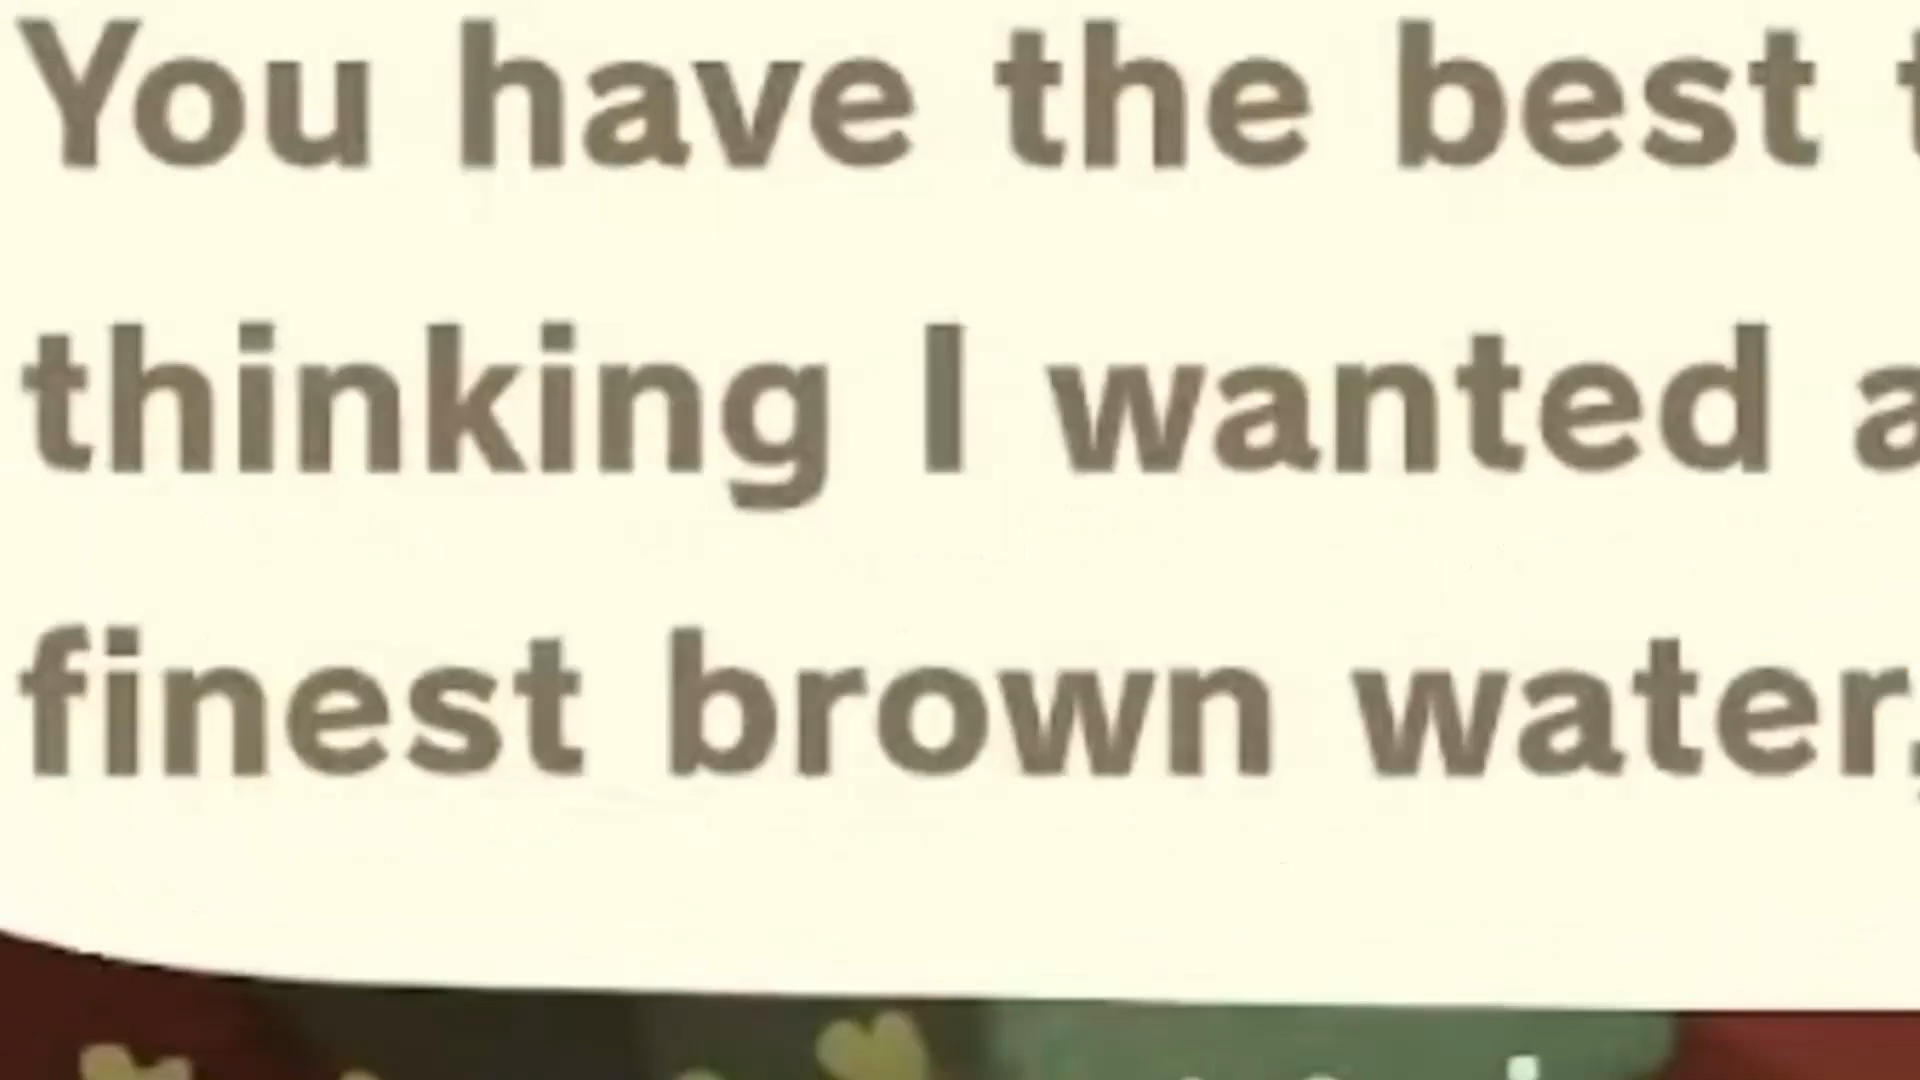 You have the best
thinking I wanted
finest brown water,